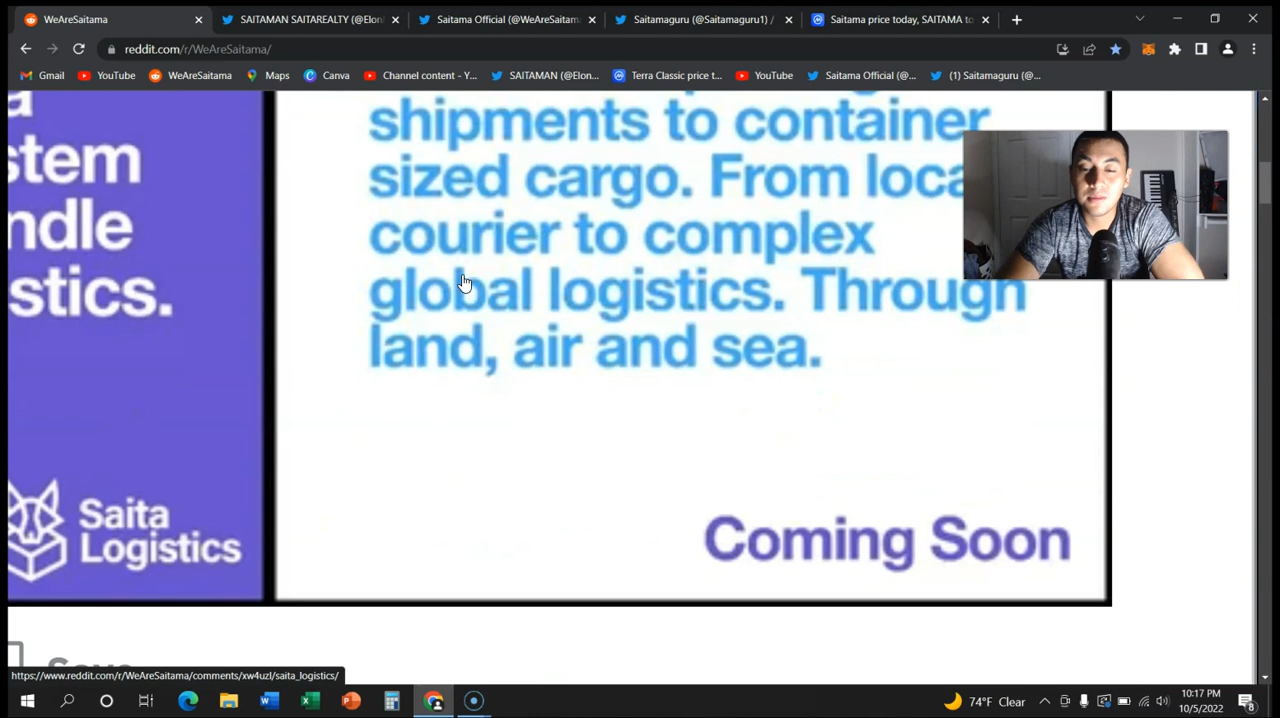 WeAreSaitama
SAITAMAN SAITAREALTY (@Elon
Saitama Official (@WeAreSaitam
Saitamaguru (@Saitamaguru1) /
Saitama price today, SAITAMA to
reddit.com/r/WeAreSaitama/
Gmail
YouTube
WeAreSaitama
Maps
Canva
Channel content - Y...
SAITAMAN (@Elon...
Terra Classic price t...
YouTube
Saitama Official (@...
(1) Saitamaguru (@...
a
stem
ndle
stics.
Saita
Logistics
shipments to container
sized cargo. From loca
courier to complex
global logistics. Through
land, air and sea.
Coming Soon
https://www.reddit.com/r/WeAreSaitama/comments/xw4uzl/saita_logistics/
74°F Clear
10:17 PM
10/5/2022
8